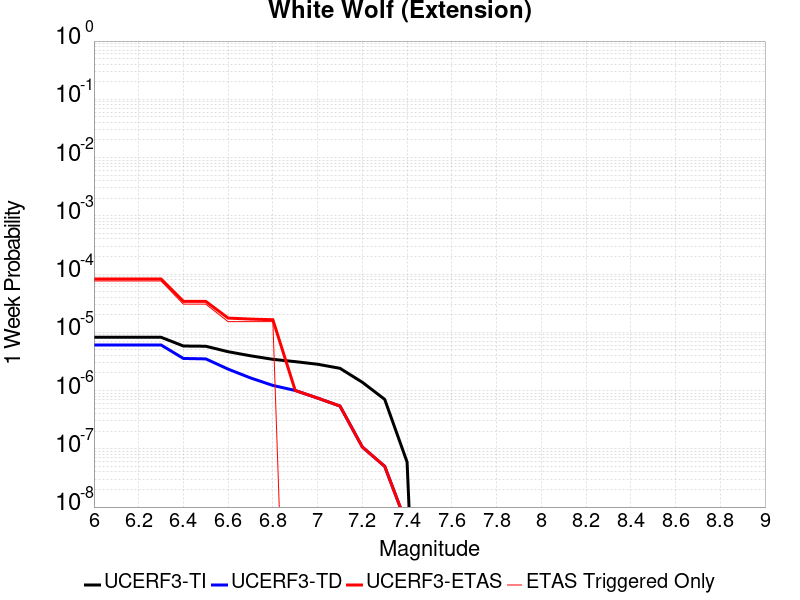 White Wolf (Extension)
10^0
10^-1
10^-2
10^-3
10^-4
10^-5
10^-6
10^-7
10^-8
1 Week Probability
6 6.2 6.4 6.6 6.8 7 7.2 7.4 7.6 7.8 8 8.2 8.4 8.6 8.8 9
Magnitude
UCERF3-TI UCERF3-TD UCERF3-ETAS ETAS Triggered Only